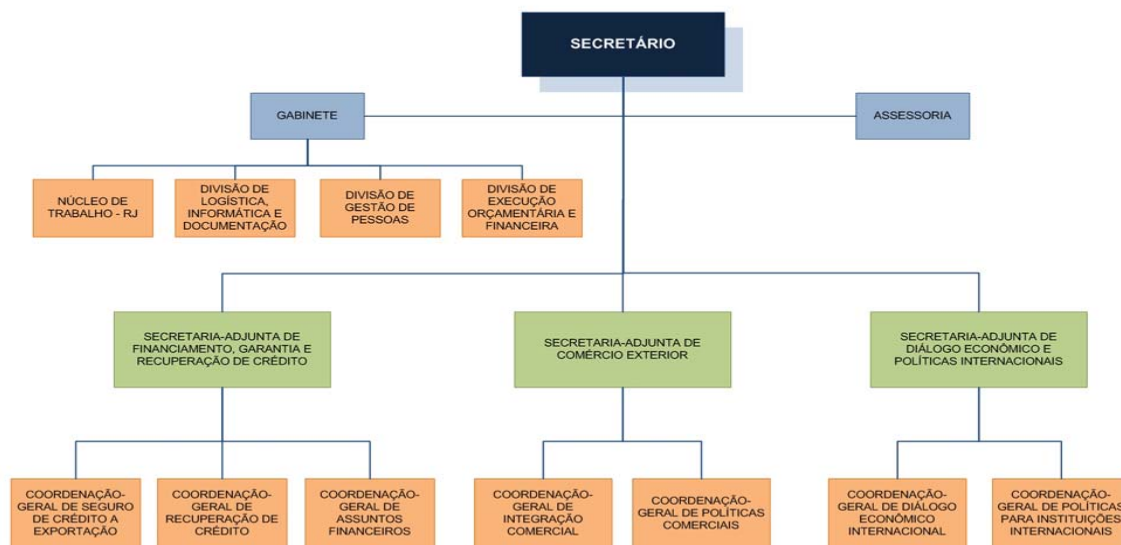 SECRETÁRIO
GABINETE
ASSESSORIA
NÚCLEO DE
TRABALHO - RJ
DIVISÃO DE
LOGÍSTICA,
INFORMÁTICA E
DOCUMENTAÇÃO
DIVISÃO DE
GESTÃO DE
PESSOAS
DIVISÃO DE
EXECUÇÃO
ORÇAMENTÁRIA E
FINANCEIRA
SECRETARIA-ADJUNTA DE
FINANCIAMENTO, GARANTIA E
RECUPERAÇÃO DE CRÉDITO
SECRETARIA-ADJUNTA DE
COMÉRCIO EXTERIOR
SECRETARIA-ADJUNTA DE
DIÁLOGO ECONÔMICO E
POLÍTICAS INTERNACIONAIS
COORDENAÇÃO-
GERAL DE SEGURO
DE CRÉDITO A
EXPORTAÇÃO
COORDENAÇÃO-
GERAL DE
RECUPERAÇÃO DE
CRÉDITO
COORDENAÇÃO-
GERAL DE
ASSUNTOS
FINANCEIROS
COORDENAÇÃO-
GERAL DE
INTEGRAÇÃO
COMERCIAL
COORDENAÇÃO-
GERAL DE POLÍTICAS
COMERCIAIS
COORDENAÇÃO-
GERAL DE DIÁLOGO
ECONÔMICO
INTERNACIONAL
COORDENAÇÃO-
GERAL DE POLÍTICAS
PARA INSTITUIÇÕES
INTERNACIONAIS